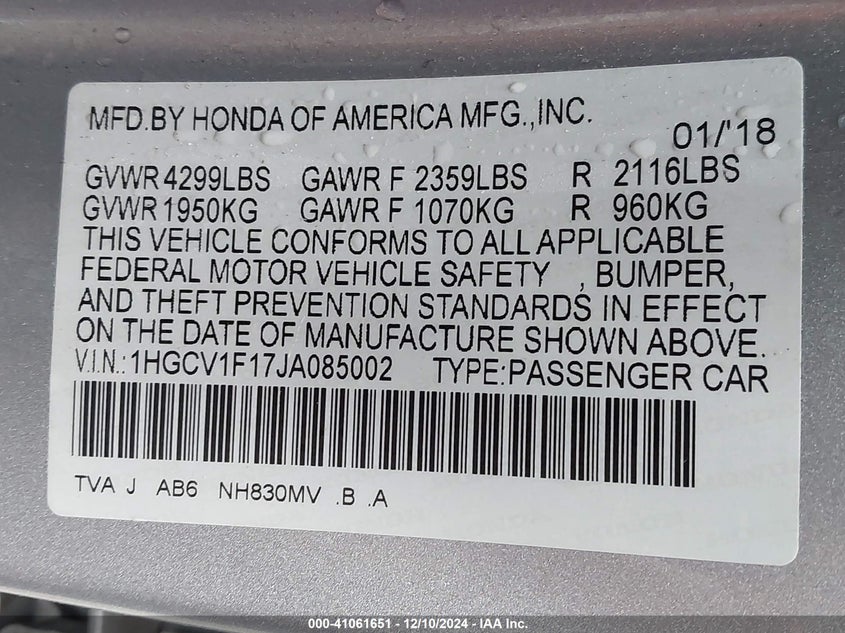 MFD.BY HONDA OF AMERICA MFG.,INC.
01/'18
GVWR 4299LBS GAWR F 2359LBS R 2116LBS
GVWR 1950KG GAWR F 1070KG R 960KG
THIS VEHICLE CONFORMS TO ALL APPLICABLE
FEDERAL MOTOR VEHICLE SAFETY , BUMPER,
AND THEFT PREVENTION STANDARDS IN EFFECT
ON THE DATE OF MANUFACTURE SHOWN ABOVE.
V.I.N.:1HGCV1F17JA085002 TYPE:PASSENGER CAR
TVA J AB6 NH830MV .B .A
000-41061651 - 12/10/2024 - IAA Inc.